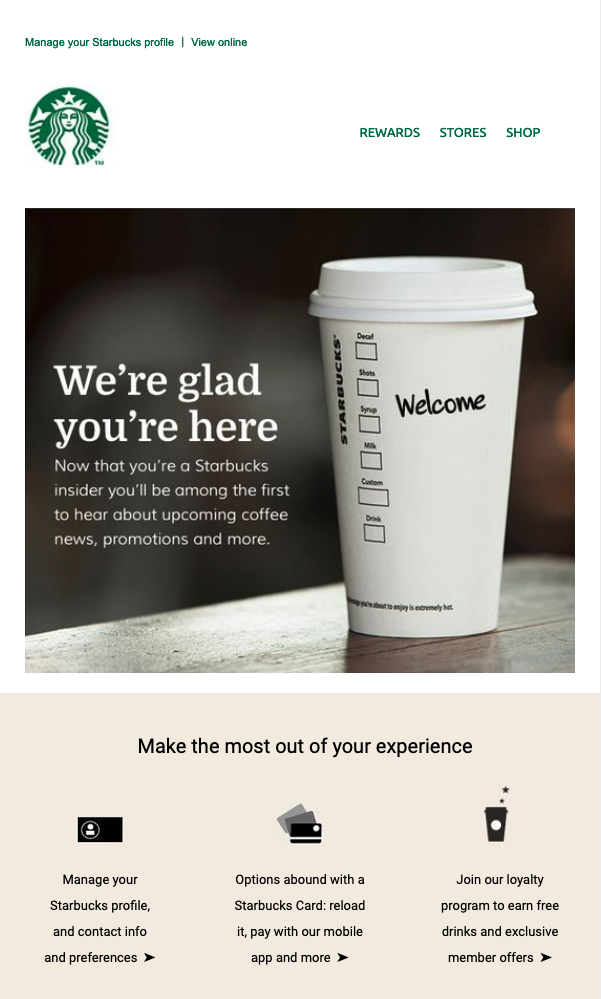 Manage your Starbucks profile | View online
TM
REWARDS STORES SHOP
We're glad
you're here
Now that you're a Starbucks
insider you'll be among the first
to hear about upcoming coffee
news, promotions and more.
STARBUCKS®
Decaf
Shots
Syrup
Milk
Custom
Drink
Welcome
you're about to enjoy is extremely hot.
Make the most out of your experience
Manage your
Starbucks profile,
and contact info
and preferences ➤
Options abound with a
Starbucks Card: reload
it, pay with our mobile
app and more ➤
Join our loyalty
program to earn free
drinks and exclusive
member offers ➤